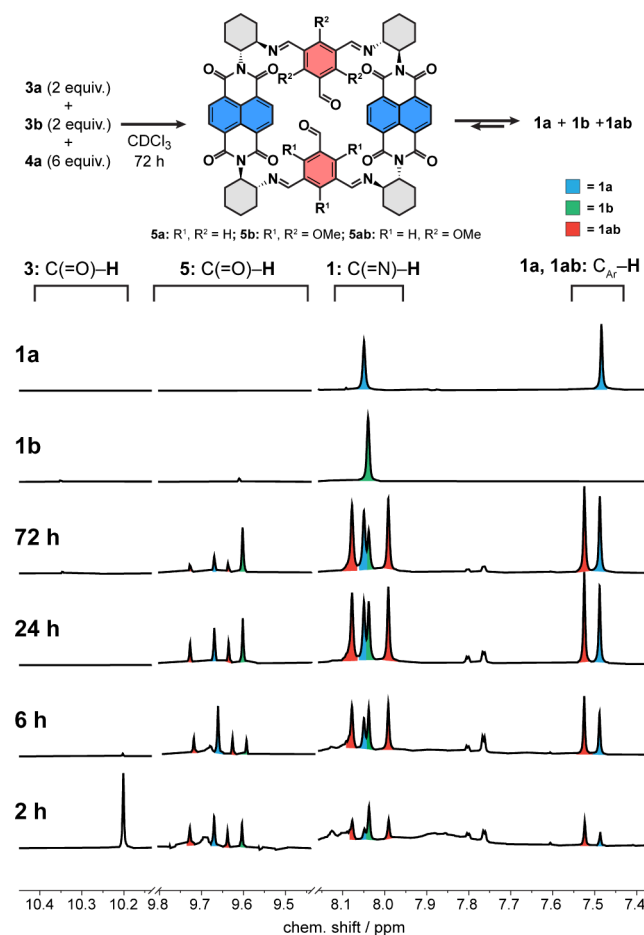 3a (2 equiv.)
+
3b (2 equiv.)
+
4a (6 equiv.)
CDCl₃
72 h
N N
R²
N N
O N O
R² R²
O N O
O
O
O N O
R¹ R¹
O N O
N N
R¹
N N
1a + 1b +1ab
= 1a
= 1b
= 1ab
5a: R¹, R² = H; 5b: R¹, R² = OMe; 5ab: R¹ = H, R² = OMe
3: C(=O)–H 5: C(=O)–H 1: C(=N)–H 1a, 1ab: C_Ar–H
1a
1b
72 h
24 h
6 h
2 h
10.4 10.3 10.2 9.8 9.7 9.6 9.5 8.1 8.0 7.9 7.8 7.7 7.6 7.5 7.4
chem. shift / ppm